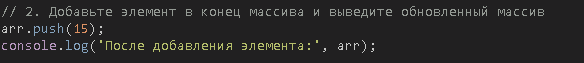 // 2. Добавьте элемент в конец массива и выведите обновленный массив
arr.push(15);
console.log('После добавления элемента:', arr);